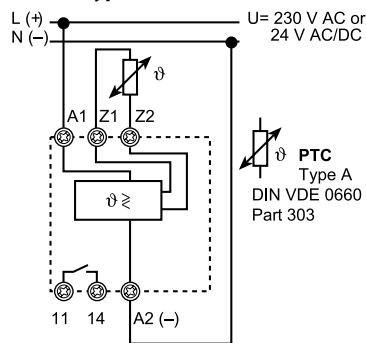 L (+)
N (–)
U= 230 V AC or
24 V AC/DC
ϑ
A1 Z1 Z2
ϑ PTC
Type A
DIN VDE 0660
Part 303
ϑ ≷
11 14 A2 (–)